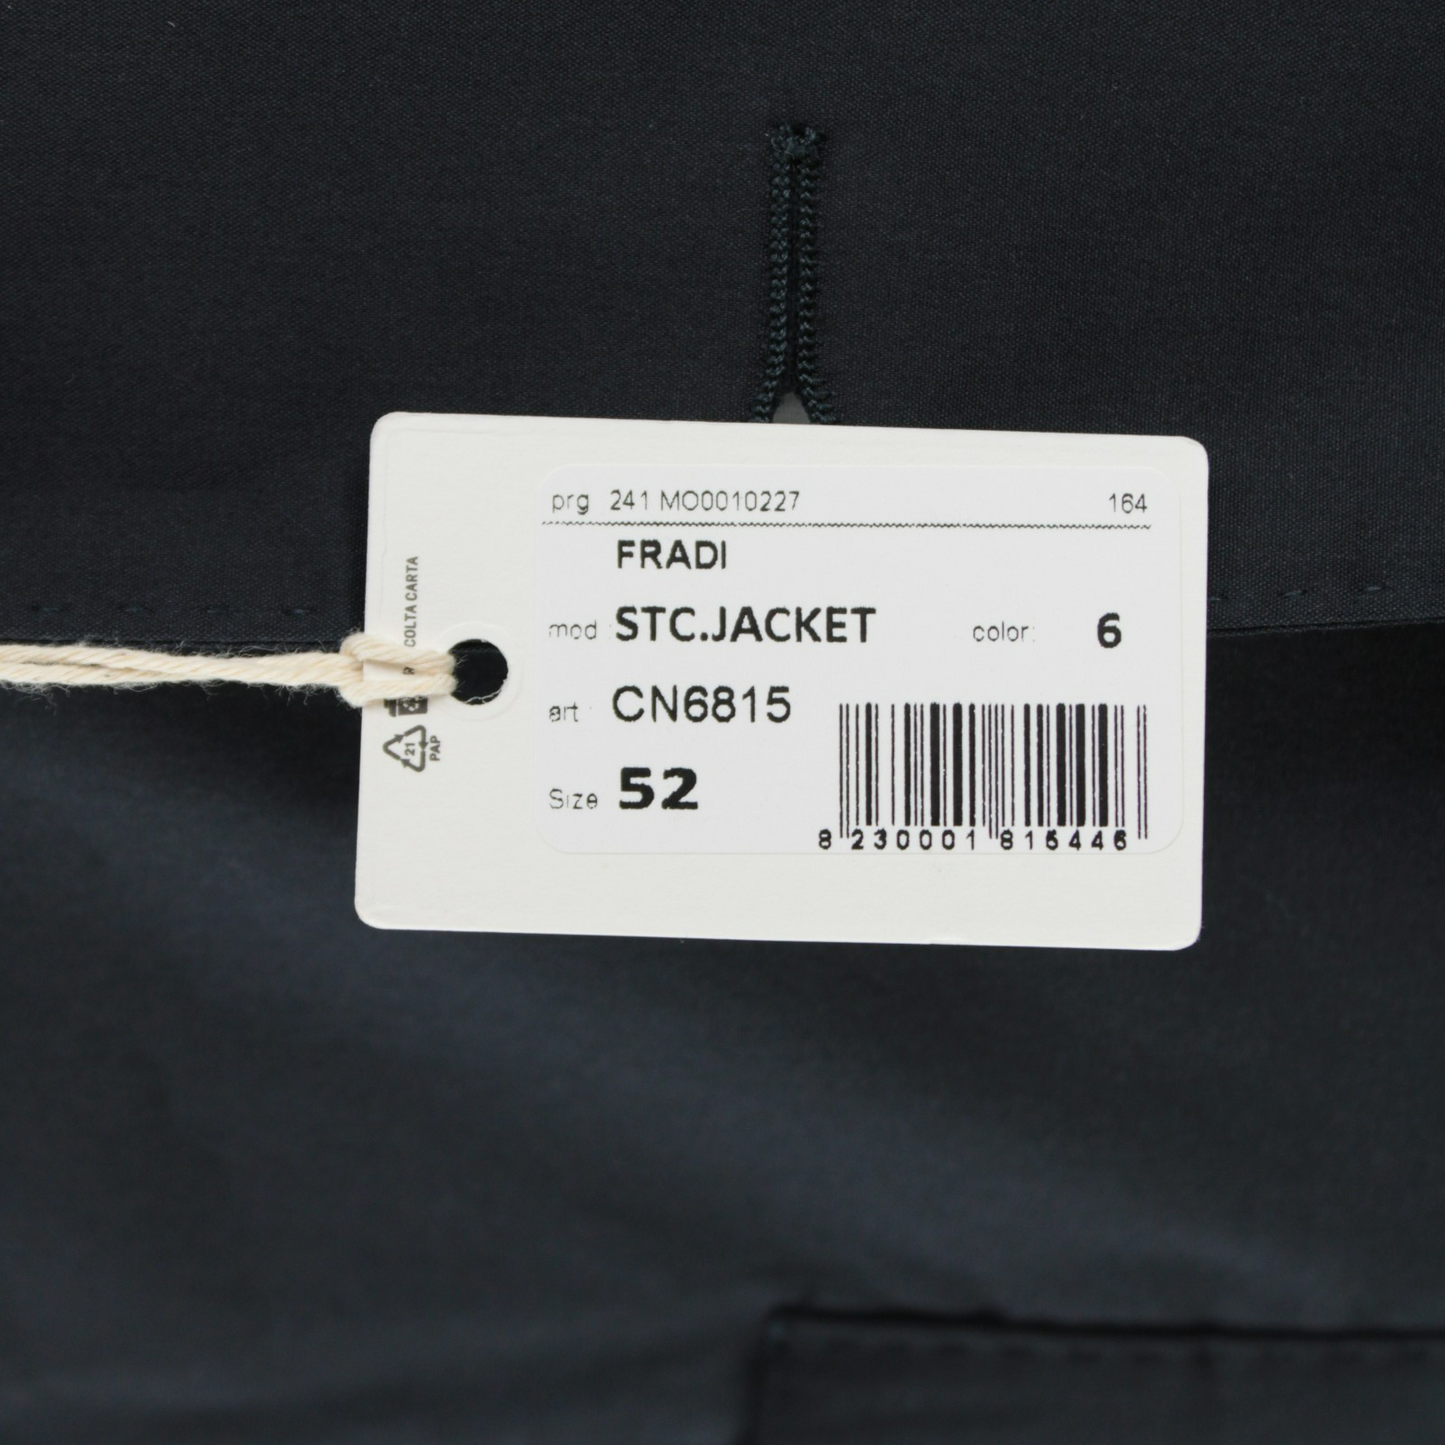 prg 241 MO0010227 164
FRADI
mod : STC.JACKET color: 6
art : CN6815
Size 52
8 230001 815446
COLTA CARTA
21
PAP